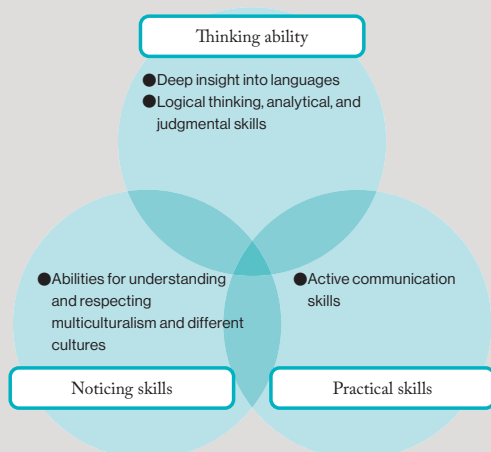 Thinking ability
●Deep insight into languages
●Logical thinking, analytical, and
judgmental skills
●Abilities for understanding
and respecting
multiculturalism and different
cultures
●Active communication
skills
Noticing skills
Practical skills